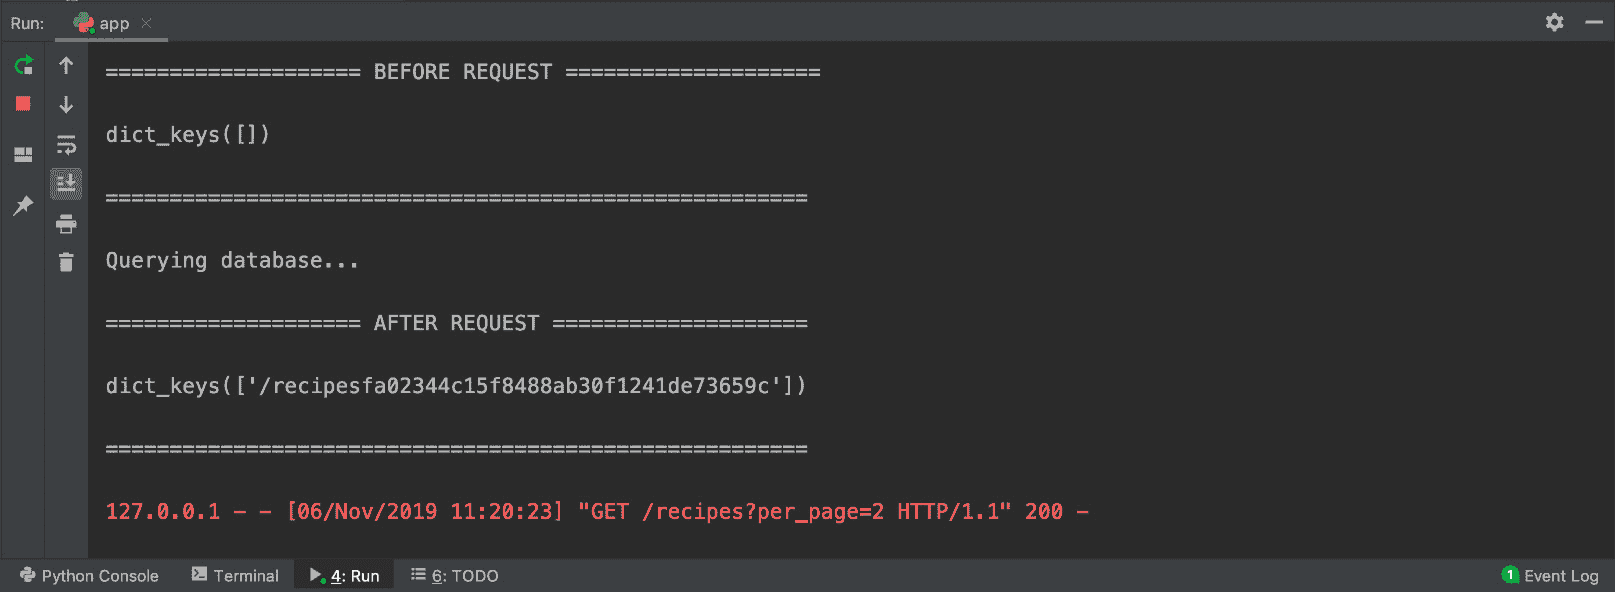 Run: app
==================== BEFORE REQUEST ====================
dict_keys([])
=======================================================
Querying database...
==================== AFTER REQUEST ====================
dict_keys(['/recipesfa02344c15f8488ab30f1241de73659c'])
=======================================================
127.0.0.1 - - [06/Nov/2019 11:20:23] "GET /recipes?per_page=2 HTTP/1.1" 200 -
Python Console Terminal 4: Run 6: TODO 1 Event Log